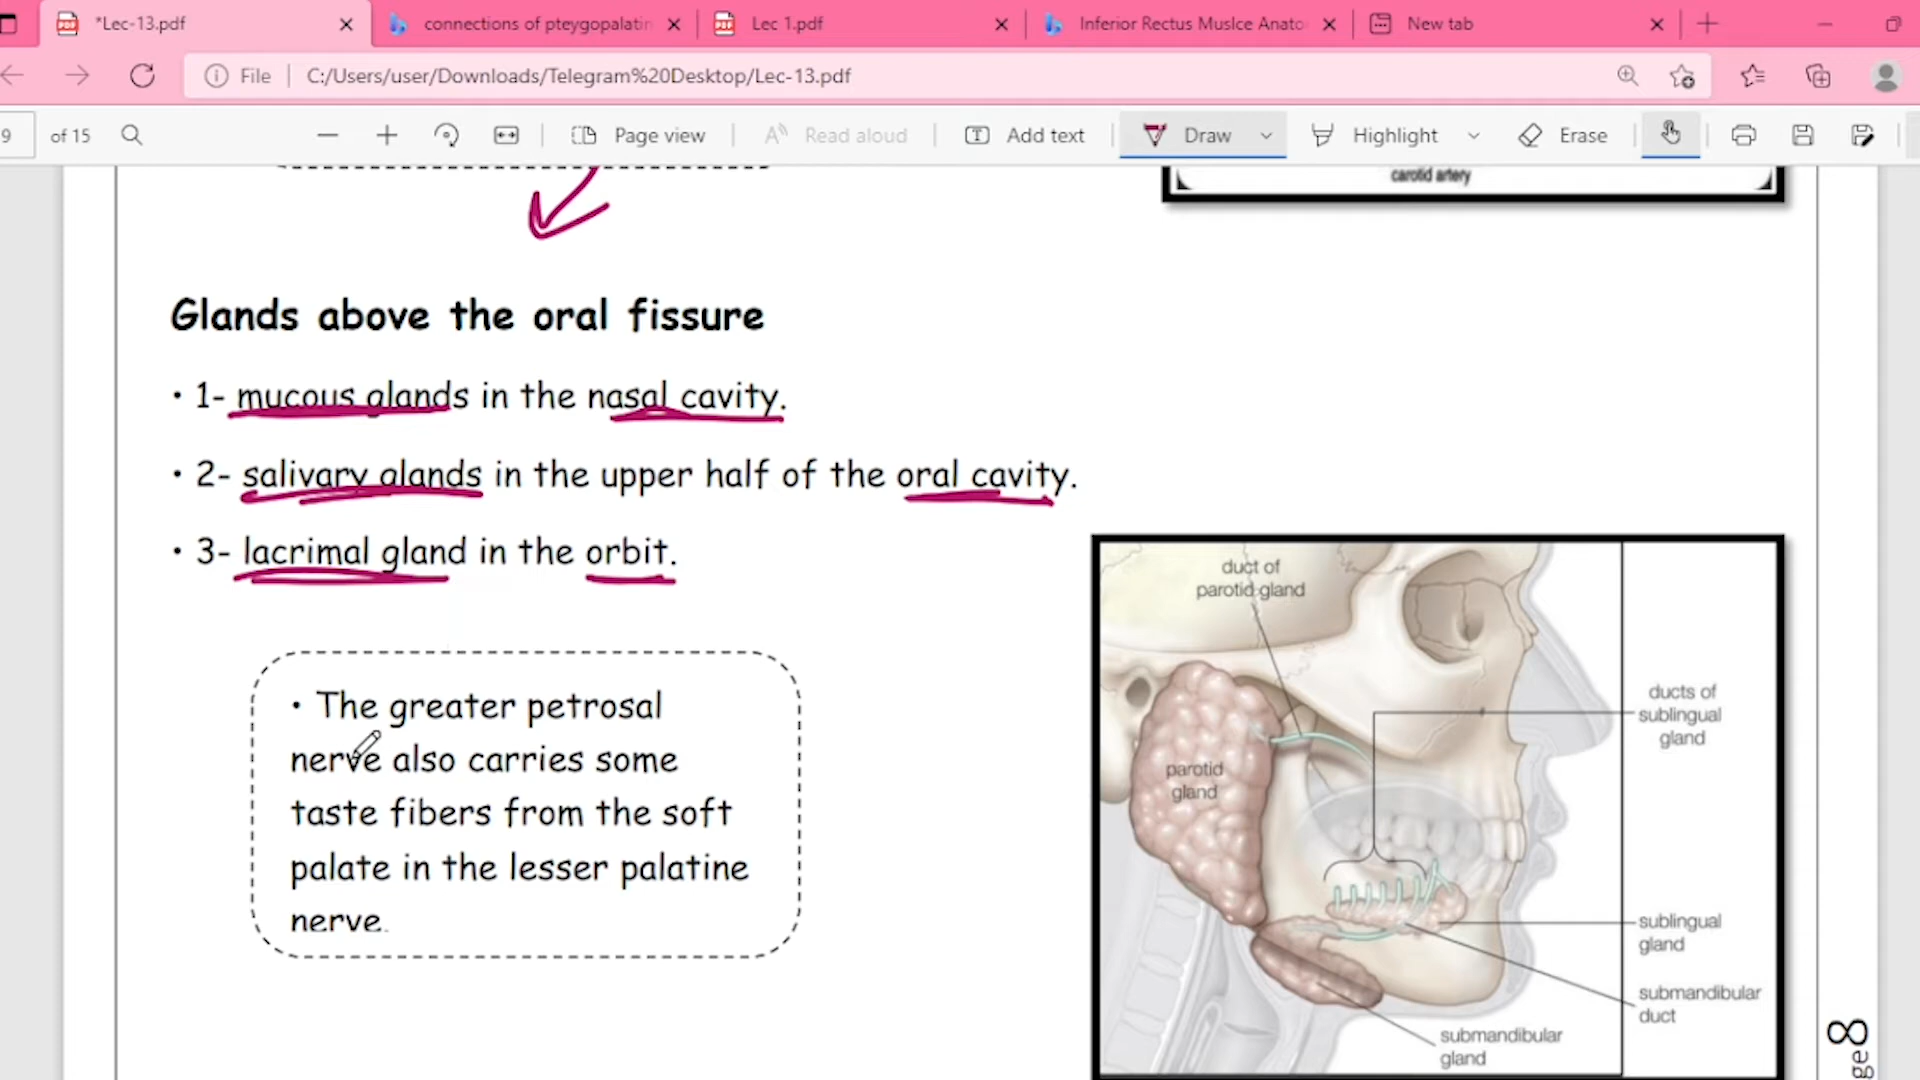 *Lec-13.pdf
connections of pteygopalatin
Lec 1.pdf
Inferior Rectus Muslce Anato
New tab
File
C:/Users/user/Downloads/Telegram%20Desktop/Lec-13.pdf
9 of 15
Page view
Read aloud
Add text
Draw
Highlight
Erase
carotid artery
Glands above the oral fissure
• 1- mucous glands in the nasal cavity.
• 2- salivary glands in the upper half of the oral cavity.
• 3- lacrimal gland in the orbit.
• The greater petrosal
nerve also carries some
taste fibers from the soft
palate in the lesser palatine
nerve.
duct of
parotid gland
parotid
gland
ducts of
sublingual
gland
sublingual
gland
submandibular
duct
submandibular
gland
ge 8